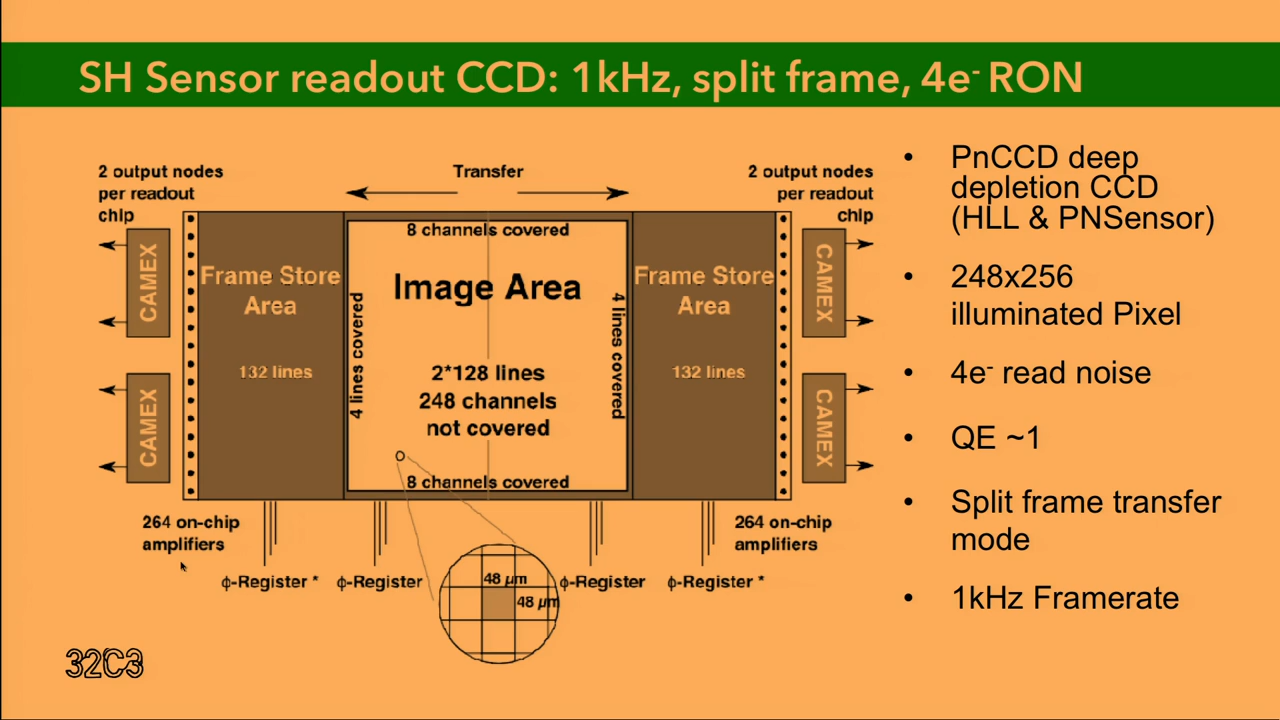 SH Sensor readout CCD: 1kHz, split frame, 4e- RON
2 output nodes
per readout
chip
Transfer
2 output nodes
per readout
chip
8 channels covered
CAMEX
CAMEX
Frame Store
Area
132 lines
Image Area
4 lines covered
4 lines covered
2*128 lines
248 channels
not covered
Frame Store
Area
132 lines
CAMEX
CAMEX
8 channels covered
264 on-chip
amplifiers
264 on-chip
amplifiers
ϕ-Register *
ϕ-Register
ϕ-Register
ϕ-Register *
48 µm
48 µm
• PnCCD deep
depletion CCD
(HLL & PNSensor)
• 248x256
illuminated Pixel
• 4e- read noise
• QE ~1
• Split frame transfer
mode
• 1kHz Framerate
32C3